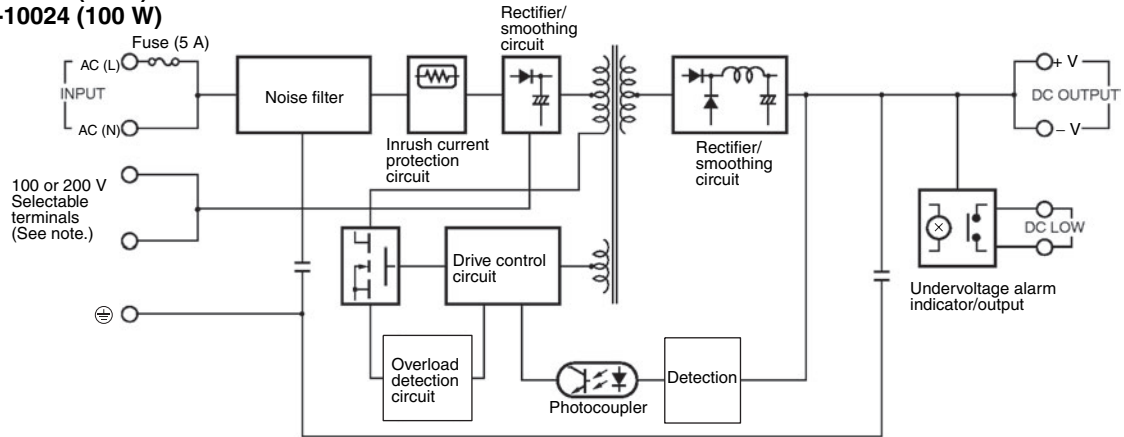 -10024 (100 W)
Fuse (5 A)
Rectifier/
smoothing
circuit
AC (L)
INPUT
AC (N)
Noise filter
Inrush current
protection
circuit
Rectifier/
smoothing
circuit
+ V
DC OUTPUT
– V
100 or 200 V
Selectable
terminals
(See note.)
Drive control
circuit
DC LOW
Undervoltage alarm
indicator/output
Overload
detection
circuit
Photocoupler
Detection